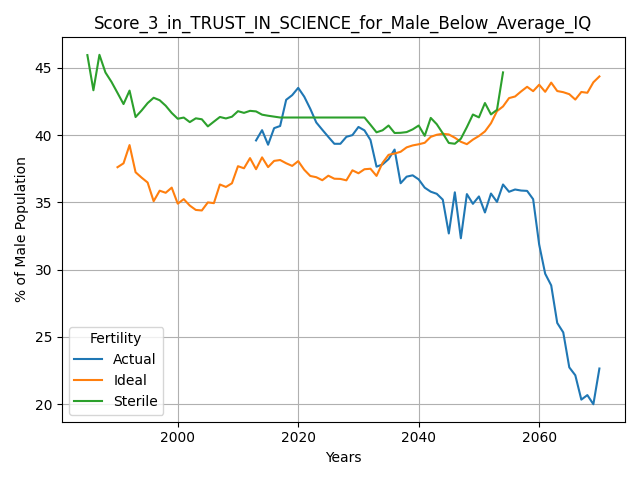 Score_3_in_TRUST_IN_SCIENCE_for_Male_Below_Average_IQ
% of Male Population
45
40
35
30
25
20
Fertility
Actual
Ideal
Sterile
2000
2020
2040
2060
Years